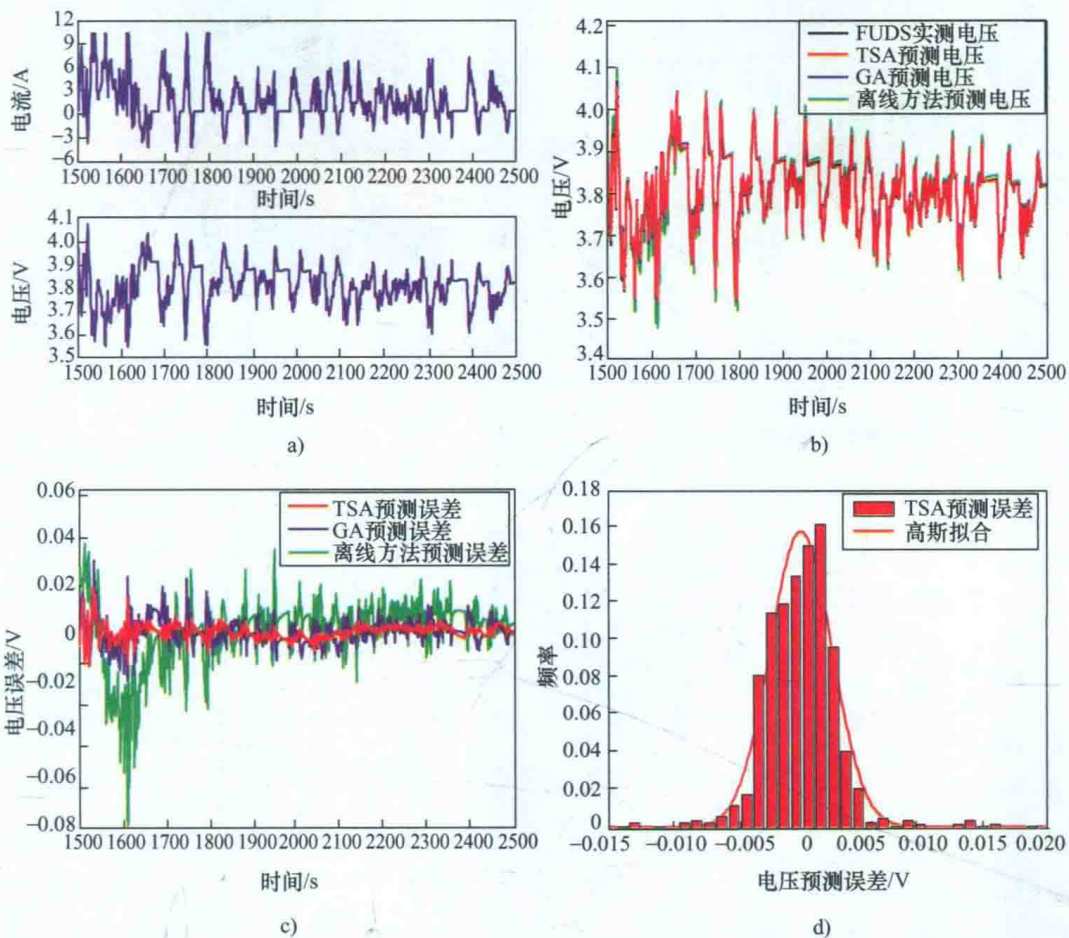 12
9
6
3
0
−3
−6
电流/A
1500 1600 1700 1800 1900 2000 2100 2200 2300 2400 2500
时间/s
4.1
4.0
3.9
3.8
3.7
3.6
3.5
电压/V
1500 1600 1700 1800 1900 2000 2100 2200 2300 2400 2500
时间/s
a)
4.2
4.1
4.0
3.9
3.8
3.7
3.6
3.5
3.4
电压/V
FUDS实测电压
TSA预测电压
GA预测电压
离线方法预测电压
1500 1600 1700 1800 1900 2000 2100 2200 2300 2400 2500
时间/s
b)
0.06
0.04
0.02
0
−0.02
−0.04
−0.06
−0.08
电压误差/V
TSA预测误差
GA预测误差
离线方法预测误差
1500 1600 1700 1800 1900 2000 2100 2200 2300 2400 2500
时间/s
c)
0.18
0.16
0.14
0.12
0.10
0.08
0.06
0.04
0.02
0
频率
TSA预测误差
高斯拟合
−0.015 −0.010 −0.005 0 0.005 0.010 0.015 0.020
电压预测误差/V
d)